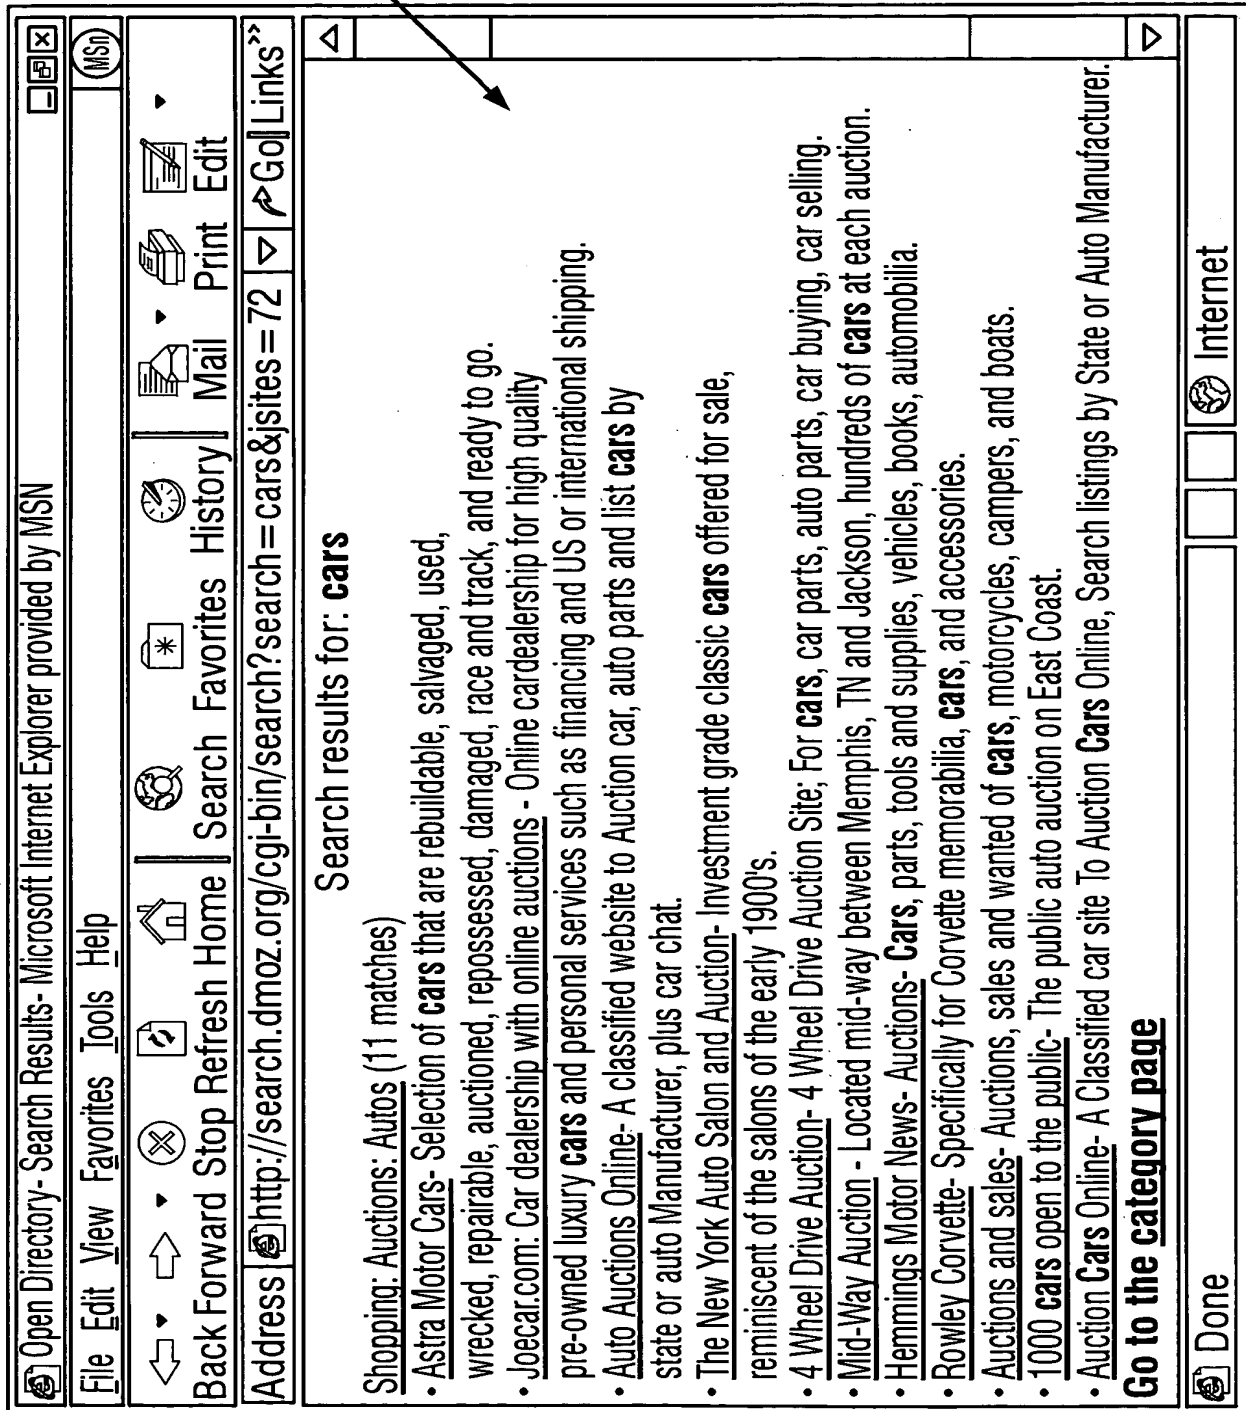 Open Directory- Search Results- Microsoft Internet Explorer provided by MSN
File Edit View Favorites Tools Help
MSn
Back Forward Stop Refresh Home Search Favorites History Mail Print Edit
Address http://search.dmoz.org/cgi-bin/search?search=cars&jsites=72 Go Links»
Search results for: cars
Shopping: Auctions: Autos (11 matches)
• Astra Motor Cars- Selection of cars that are rebuildable, salvaged, used,
wrecked, repairable, auctioned, repossessed, damaged, race and track, and ready to go.
• Joecar.com: Car dealership with online auctions - Online cardealership for high quality
pre-owned luxury cars and personal services such as financing and US or international shipping.
• Auto Auctions Online- A classified website to Auction car, auto parts and list cars by
state or auto Manufacturer, plus car chat.
• The New York Auto Salon and Auction- Investment grade classic cars offered for sale,
reminiscent of the salons of the early 1900's.
• 4 Wheel Drive Auction- 4 Wheel Drive Auction Site; For cars, car parts, auto parts, car buying, car selling.
• Mid-Way Auction - Located mid-way between Memphis, TN and Jackson, hundreds of cars at each auction.
• Hemmings Motor News- Auctions- Cars, parts, tools and supplies, vehicles, books, automobilia.
• Rowley Corvette- Specifically for Corvette memorabilia, cars, and accessories.
• Auctions and sales- Auctions, sales and wanted of cars, motorcycles, campers, and boats.
• 1000 cars open to the public- The public auto auction on East Coast.
• Auction Cars Online- A Classified car site To Auction Cars Online, Search listings by State or Auto Manufacturer.
Go to the category page
Done Internet